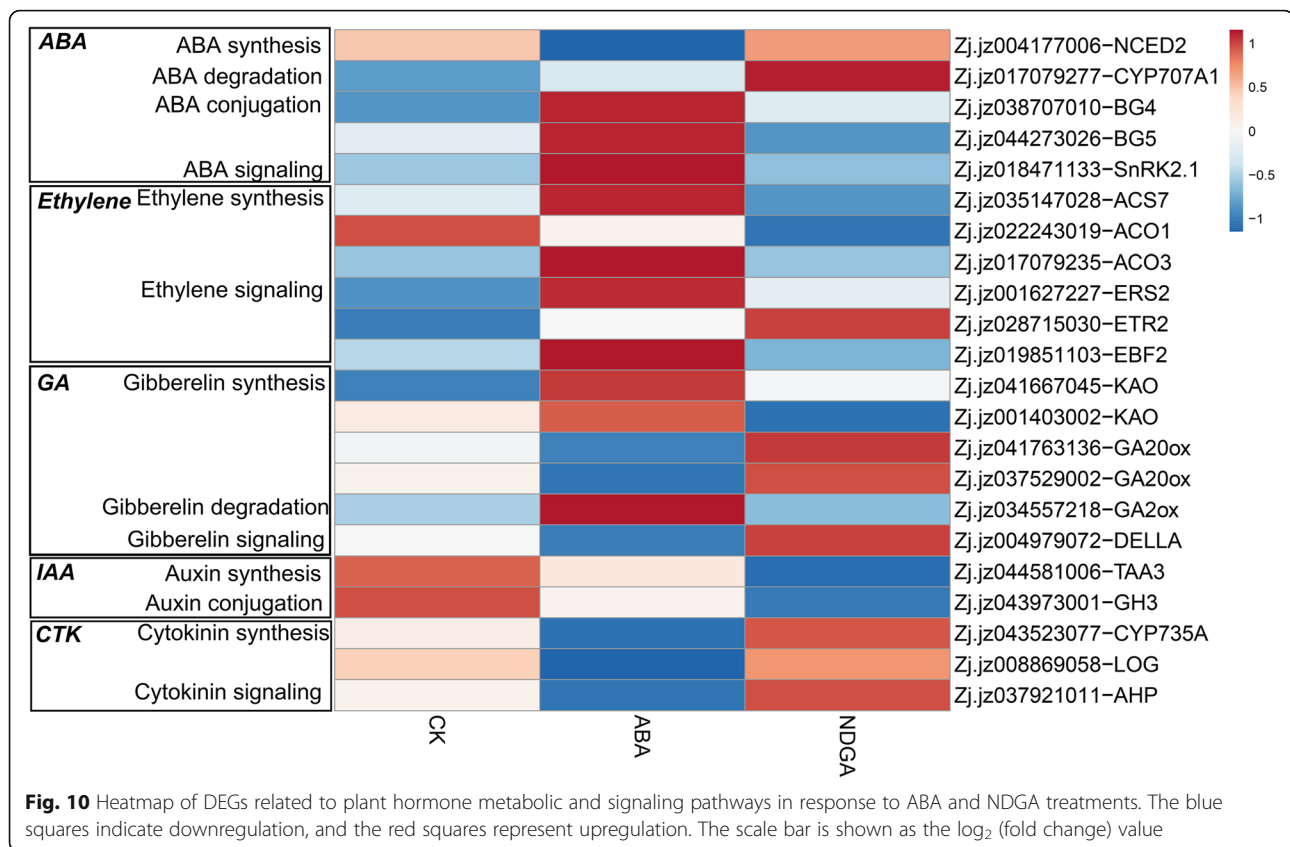 ABA ABA synthesis Zj.jz004177006−NCED2
ABA degradation Zj.jz017079277−CYP707A1
ABA conjugation Zj.jz038707010−BG4
Zj.jz044273026−BG5
ABA signaling Zj.jz018471133−SnRK2.1
Ethylene Ethylene synthesis Zj.jz035147028−ACS7
Zj.jz022243019−ACO1
Zj.jz017079235−ACO3
Ethylene signaling Zj.jz001627227−ERS2
Zj.jz028715030−ETR2
Zj.jz019851103−EBF2
GA Gibberelin synthesis Zj.jz041667045−KAO
Zj.jz001403002−KAO
Zj.jz041763136−GA20ox
Zj.jz037529002−GA20ox
Gibberelin degradation Zj.jz034557218−GA2ox
Gibberelin signaling Zj.jz004979072−DELLA
IAA Auxin synthesis Zj.jz044581006−TAA3
Auxin conjugation Zj.jz043973001−GH3
CTK Cytokinin synthesis Zj.jz043523077−CYP735A
Zj.jz008869058−LOG
Cytokinin signaling Zj.jz037921011−AHP
CK
ABA
NDGA
1
0.5
0
−0.5
−1
Fig. 10 Heatmap of DEGs related to plant hormone metabolic and signaling pathways in response to ABA and NDGA treatments. The blue
squares indicate downregulation, and the red squares represent upregulation. The scale bar is shown as the log₂ (fold change) value